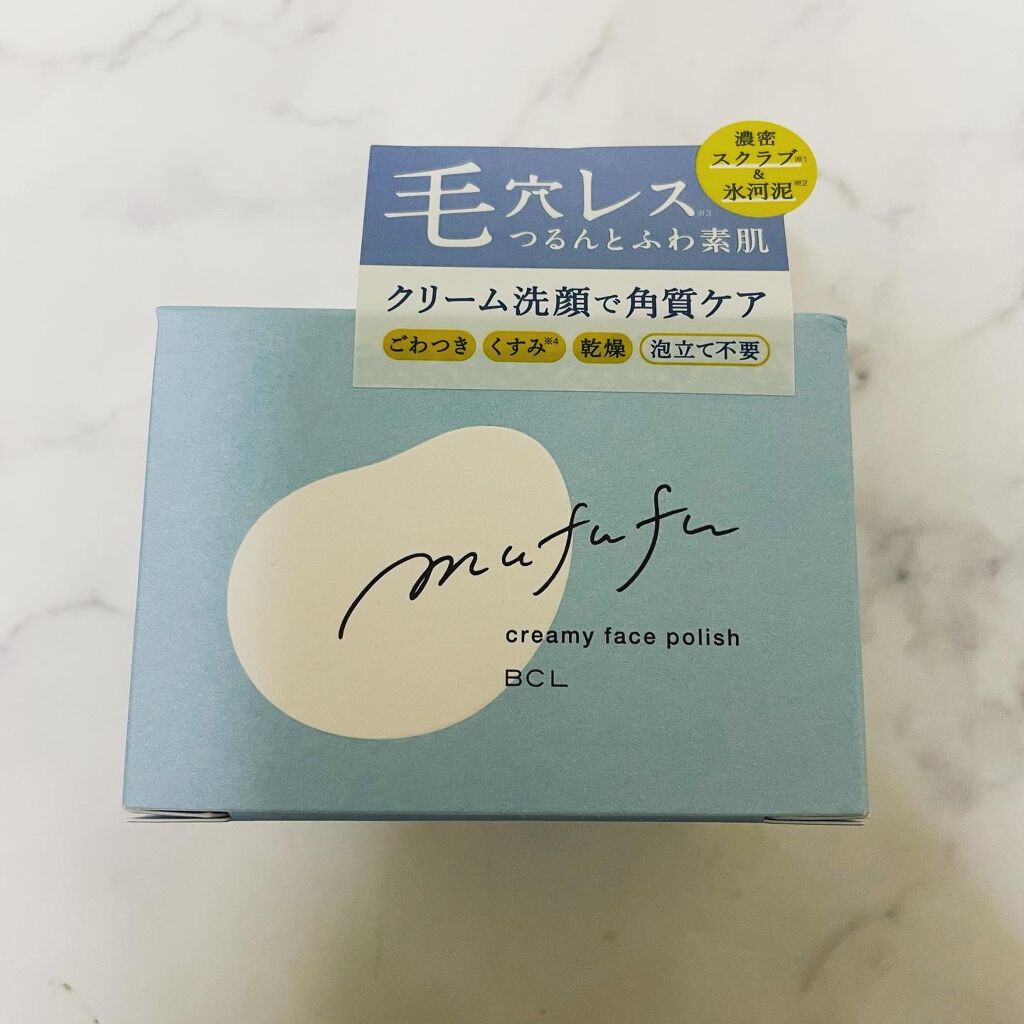 濃密
スクラブ※1
&
氷河泥※2
毛穴レス※3
つるんとふわ素肌
クリーム洗顔で角質ケア
ごわつき くすみ※4 乾燥 泡立て不要
mufufu
creamy face polish
BCL